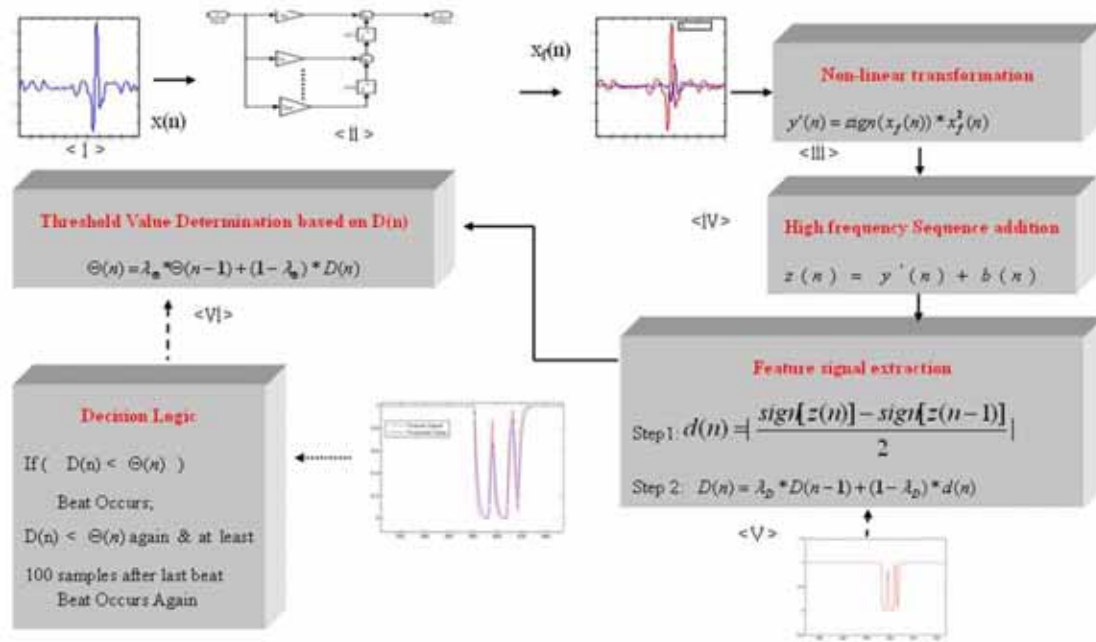 x(n)
< I >
< II >
x_f(n)
Non-linear transformation
y'(n) = sign(x_f(n)) * x_f^2(n)
<III>
Threshold Value Determination based on D(n)
Θ(n) = λ_Θ * Θ(n−1) + (1−λ_Θ) * D(n)
<IV>
High frequency Sequence addition
z(n) = y'(n) + b(n)
<VI>
Feature signal extraction
Step1: d(n) = | (sign[z(n)] − sign[z(n−1)]) / 2 |
Step 2: D(n) = λ_D * D(n−1) + (1−λ_D) * d(n)
<V>
Decision Logic
If ( D(n) < Θ(n) )
Beat Occurs;
D(n) < Θ(n) again & at least
100 samples after last beat
Beat Occurs Again